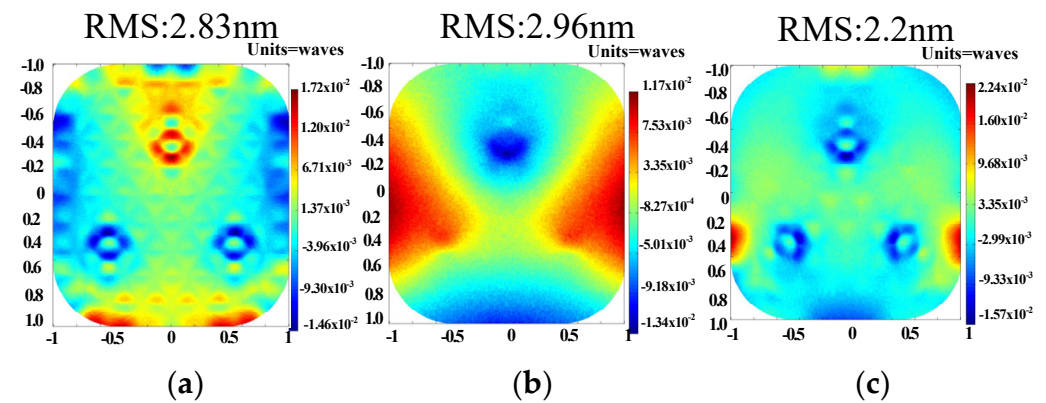 RMS:2.83nm
Units=waves
-1.0
-0.8
-0.6
-0.4
-0.2
0
0.2
0.4
0.6
0.8
1.0
-1
-0.5
0
0.5
1
1.72x10-2
1.20x10-2
6.71x10-3
1.37x10-3
-3.96x10-3
-9.30x10-3
-1.46x10-2
(a)
RMS:2.96nm
Units=waves
-1.0
-0.8
-0.6
-0.4
-0.2
0
0.2
0.4
0.6
0.8
1.0
-1
-0.5
0
0.5
1
1.17x10-2
7.53x10-3
3.35x10-3
-8.27x10-4
-5.01x10-3
-9.18x10-3
-1.34x10-2
(b)
RMS:2.2nm
Units=waves
-1.0
-0.8
-0.6
-0.4
-0.2
0
0.2
0.4
0.6
0.8
1.0
-1
-0.5
0
0.5
1
2.24x10-2
1.60x10-2
9.68x10-3
3.35x10-3
-2.99x10-3
-9.33x10-3
-1.57x10-2
(c)